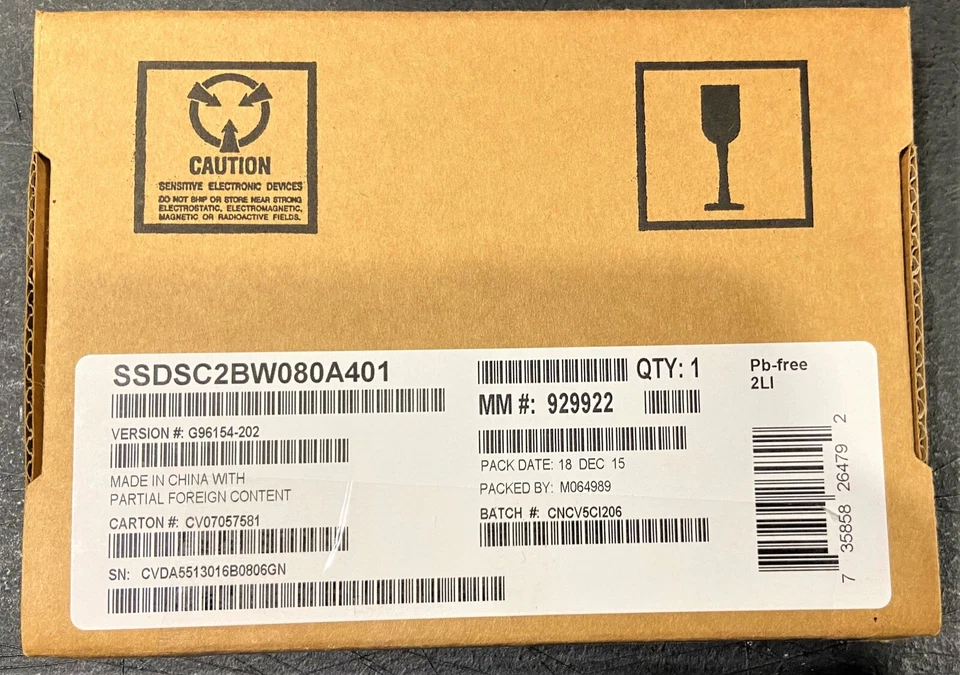 CAUTION
SENSITIVE ELECTRONIC DEVICES
DO NOT SHIP OR STORE NEAR STRONG
ELECTROSTATIC, ELECTROMAGNETIC,
MAGNETIC OR RADIOACTIVE FIELDS.
SSDSC2BW080A401
VERSION #: G96154-202
MADE IN CHINA WITH
PARTIAL FOREIGN CONTENT
CARTON #: CV07057581
SN: CVDA5513016B0806GN
QTY: 1
MM #: 929922
PACK DATE: 18 DEC 15
PACKED BY: M064989
BATCH #: CNCV5CI206
Pb-free
2LI
7 35858 26479 2